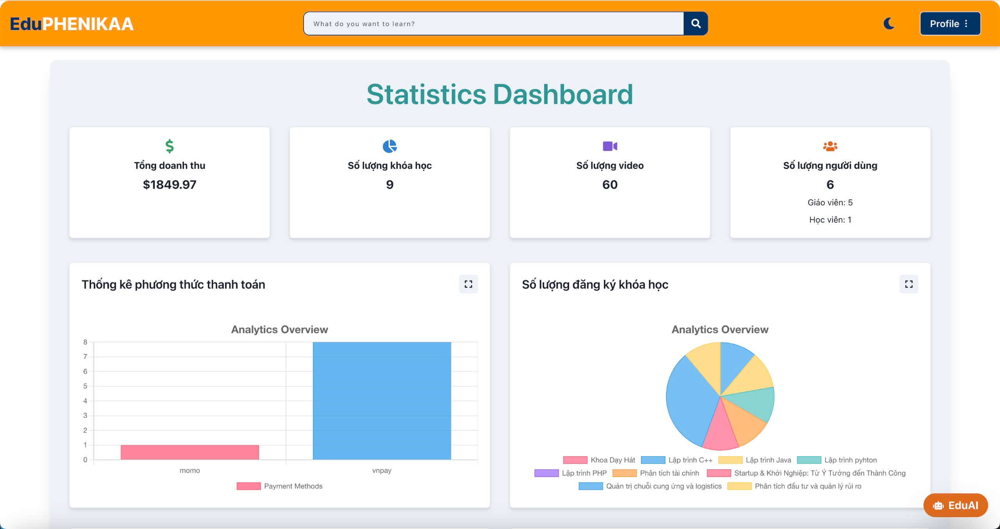 EduPHENIKAA
What do you want to learn?
Profile
Statistics Dashboard
Tổng doanh thu
$1849.97
Số lượng khóa học
9
Số lượng video
60
Số lượng người dùng
6
Giáo viên: 5
Học viên: 1
Thống kê phương thức thanh toán
Analytics Overview
8
7
6
5
4
3
2
1
0
momo vnpay
Payment Methods
Số lượng đăng ký khóa học
Analytics Overview
Khoa Dạy Hát Lập trình C++ Lập trình Java Lập trình pyhton
Lập trình PHP Phân tích tài chính Startup & Khởi Nghiệp: Từ Ý Tưởng đến Thành Công
Quản trị chuỗi cung ứng và logistics Phân tích đầu tư và quản lý rủi ro
EduAI